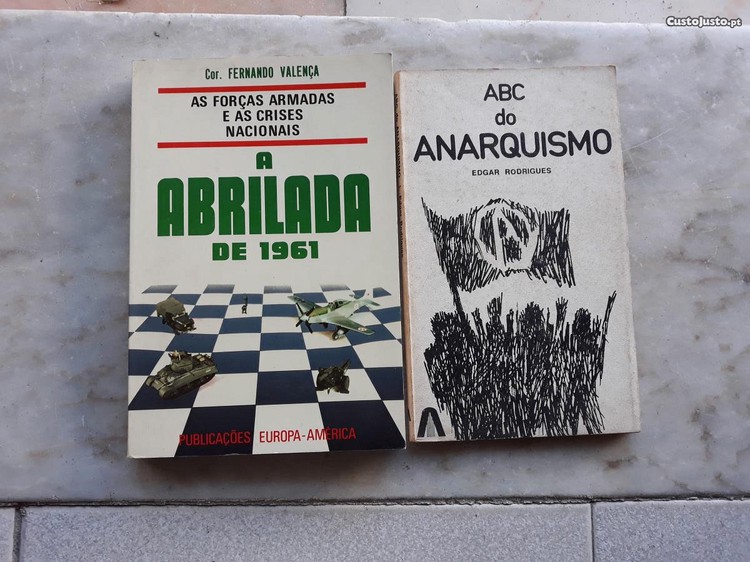 CustoJusto.pt
Cor. FERNANDO VALENÇA
AS FORÇAS ARMADAS
E AS CRISES
NACIONAIS
A
ABRILADA
DE 1961
PUBLICAÇÕES EUROPA-AMÉRICA
ABC
do
ANARQUISMO
EDGAR RODRIGUES